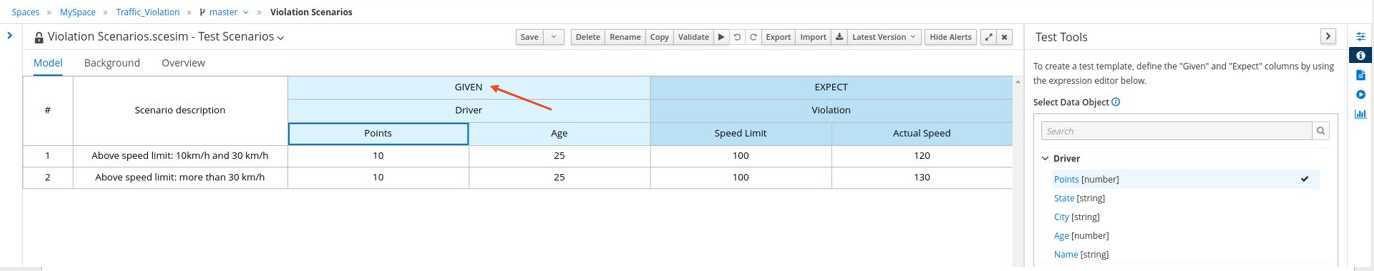 Spaces » MySpace » Traffic_Violation » master » Violation Scenarios
Violation Scenarios.scesim - Test Scenarios
Save Delete Rename Copy Validate Export Import Latest Version Hide Alerts
Model Background Overview
# Scenario description GIVEN EXPECT
Driver Violation
Points Age Speed Limit Actual Speed
1 Above speed limit: 10km/h and 30 km/h 10 25 100 120
2 Above speed limit: more than 30 km/h 10 25 100 130
Test Tools
To create a test template, define the "Given" and "Expect" columns by using
the expression editor below.
Select Data Object
Search
Driver
Points [number]
State [string]
City [string]
Age [number]
Name [string]